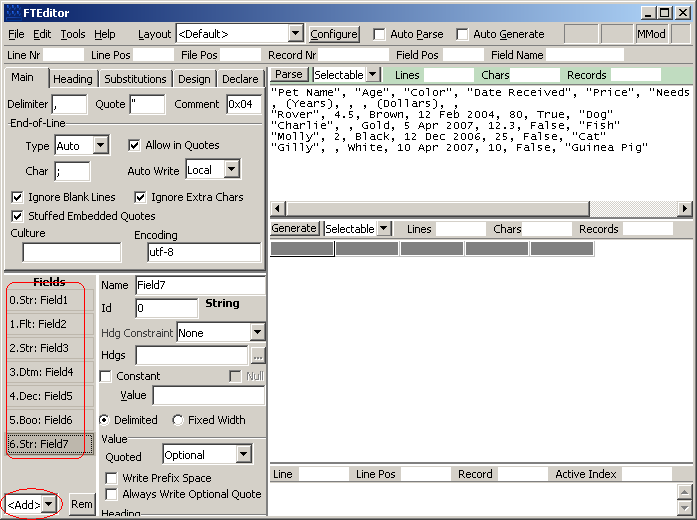 FTEditor
File Edit Tools Help Layout <Default> Configure Auto Parse Auto Generate MMod
Line Nr Line Pos File Pos Record Nr Field Pos Field Name
Main Heading Substitutions Design Declare
Delimiter , Quote " Comment 0x04
End-of-Line
Type Auto Allow in Quotes
Char ; Auto Write Local
Ignore Blank Lines Ignore Extra Chars
Stuffed Embedded Quotes
Culture Encoding
utf-8
Parse Selectable Lines Chars Records
"Pet Name", "Age", "Color", "Date Received", "Price", "Needs
, (Years), , , (Dollars), ,
"Rover", 4.5, Brown, 12 Feb 2004, 80, True, "Dog"
"Charlie", , Gold, 5 Apr 2007, 12.3, False, "Fish"
"Molly", 2, Black, 12 Dec 2006, 25, False, "Cat"
"Gilly", , White, 10 Apr 2007, 10, False, "Guinea Pig"
Generate Selectable Lines Chars Records
Fields
0.Str: Field1
1.Flt: Field2
2.Str: Field3
3.Dtm: Field4
4.Dec: Field5
5.Boo: Field6
6.Str: Field7
<Add> Rem
Name Field7
Id 0 String
Hdg Constraint None
Hdgs ...
Constant Null
Value
Delimited Fixed Width
Value
Quoted Optional
Write Prefix Space
Always Write Optional Quote
Heading
Line Line Pos Record Active Index